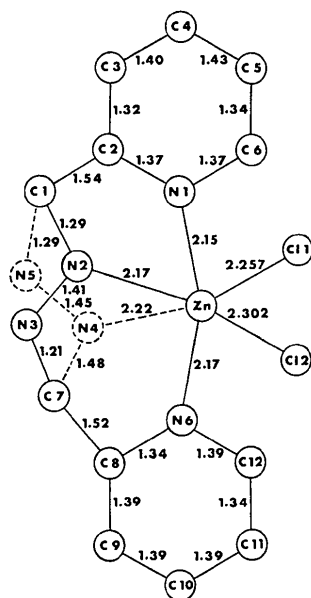 C4
1.40 1.43
C3 C5
1.32 1.34
C2 C6
1.37 1.37
1.54
C1 N1
1.29 2.15
Cl1
1.29 N2 2.257
N5 1.41 2.17
1.45 2.22 Zn
N3 N4 2.302
1.21 1.48 Cl2
2.17
C7
1.52 N6
1.34 1.39
C8 C12
1.39 1.34
C9 C11
1.39 1.39
C10